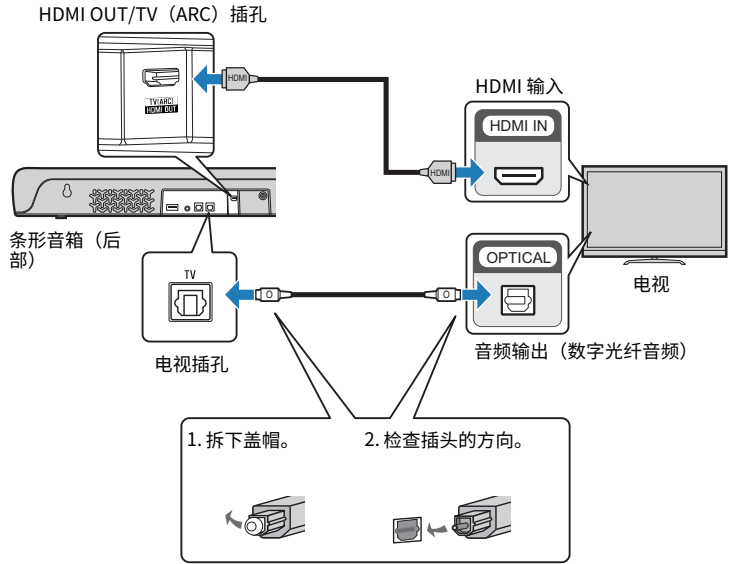 HDMI OUT/TV（ARC）插孔
HDMI
TV(ARC)
HDMI OUT
HDMI 输入
HDMI IN
HDMI
条形音箱（后
部）
TV
OPTICAL
电视
电视插孔
音频输出（数字光纤音频）
1. 拆下盖帽。
2. 检查插头的方向。